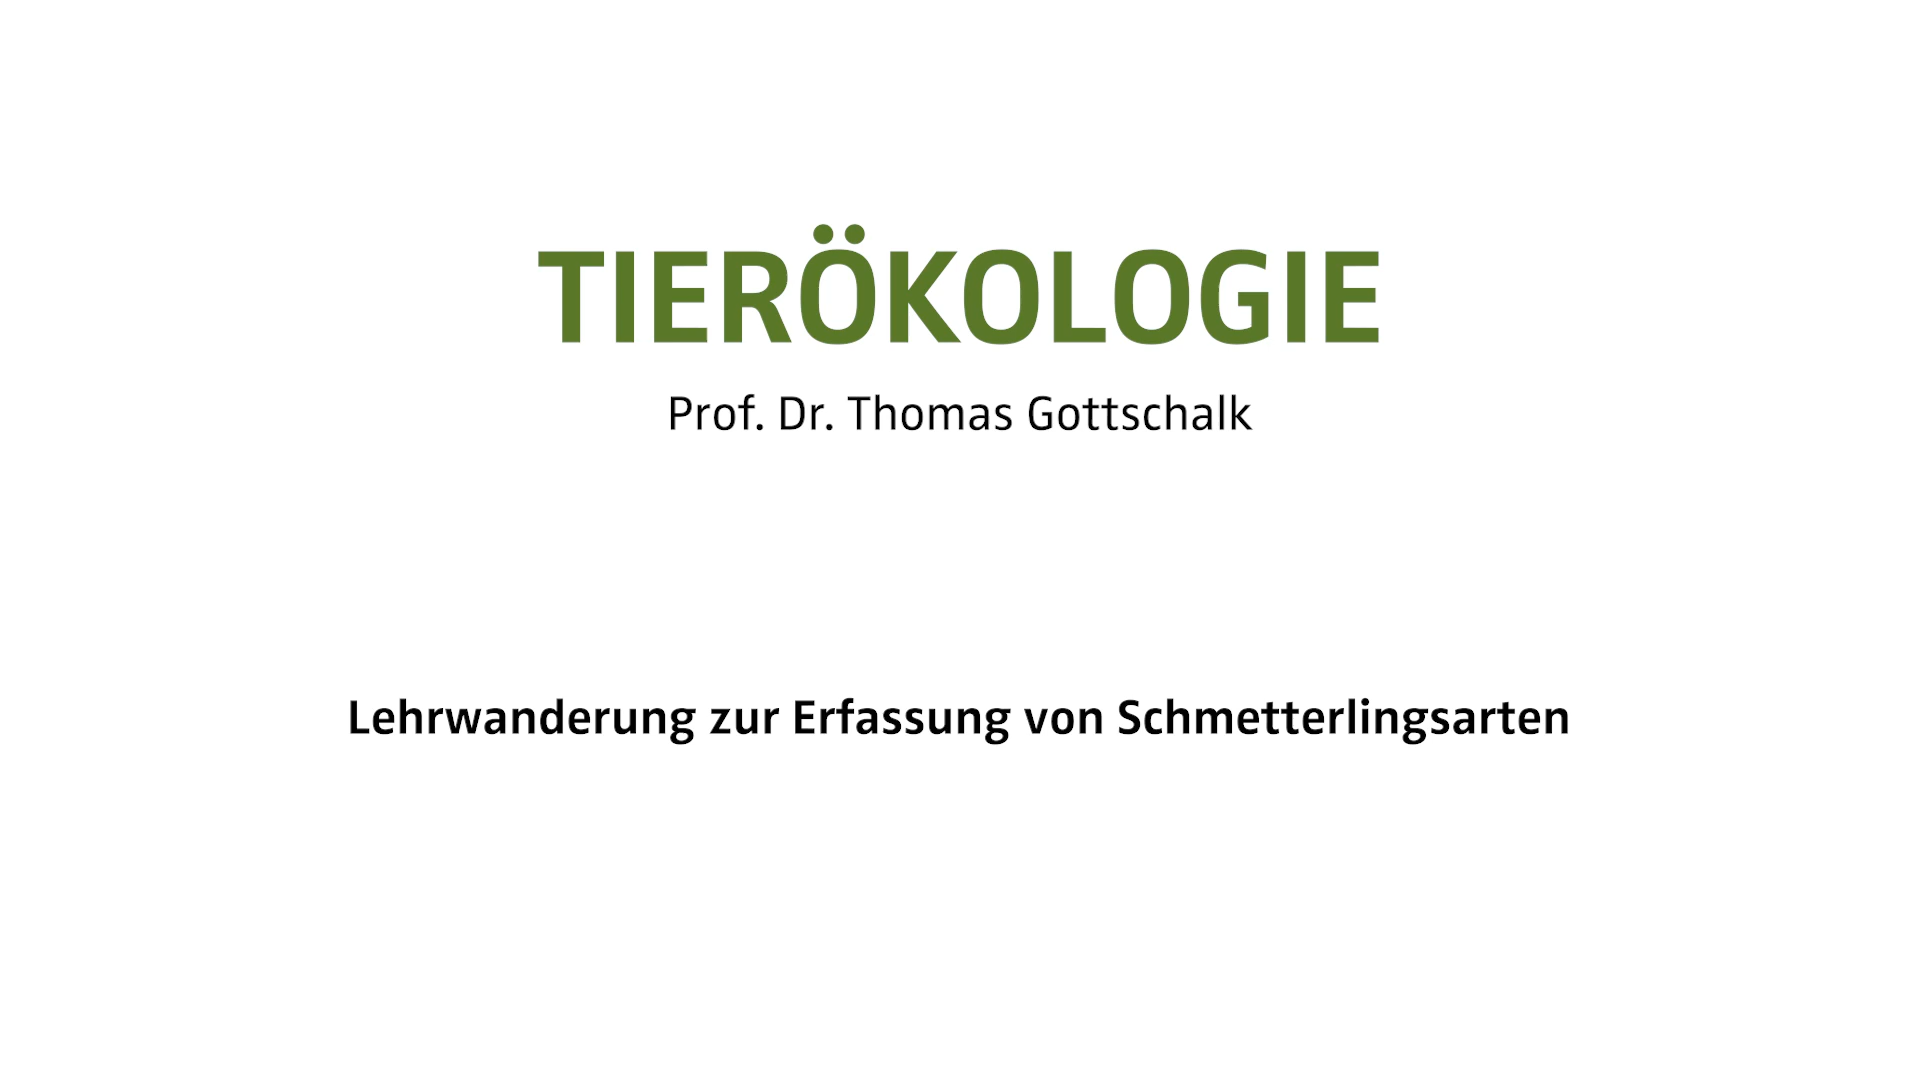 TIERÖKOLOGIE
Prof. Dr. Thomas Gottschalk
Lehrwanderung zur Erfassung von Schmetterlingsarten